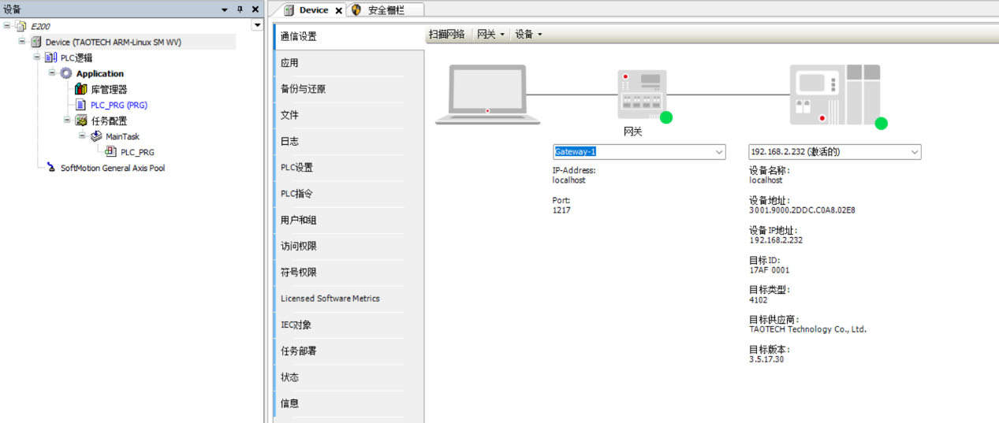 设备
E200
Device (TAOTECH ARM-Linux SM WV)
PLC逻辑
Application
库管理器
PLC_PRG (PRG)
任务配置
MainTask
PLC_PRG
SoftMotion General Axis Pool
Device
安全栅栏
通信设置
应用
备份与还原
文件
日志
PLC设置
PLC指令
用户和组
访问权限
符号权限
Licensed Software Metrics
IEC对象
任务部署
状态
信息
扫描网络 网关 设备
网关
Gateway-1
IP-Address:
localhost
Port:
1217
192.168.2.232 (激活的)
设备名称:
localhost
设备地址:
3001.9000.2DDC.C0A8.02E8
设备IP地址:
192.168.2.232
目标ID:
17AF 0001
目标类型:
4102
目标供应商:
TAOTECH Technology Co., Ltd.
目标版本:
3.5.17.30